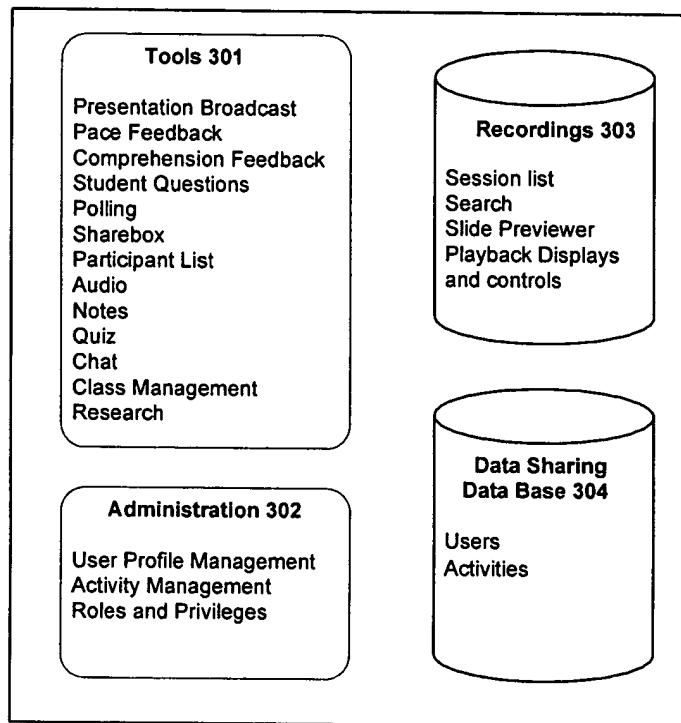 Tools 301
Presentation Broadcast
Pace Feedback
Comprehension Feedback
Student Questions
Polling
Sharebox
Participant List
Audio
Notes
Quiz
Chat
Class Management
Research
Administration 302
User Profile Management
Activity Management
Roles and Privileges
Recordings 303
Session list
Search
Slide Previewer
Playback Displays
and controls
Data Sharing
Data Base 304
Users
Activities